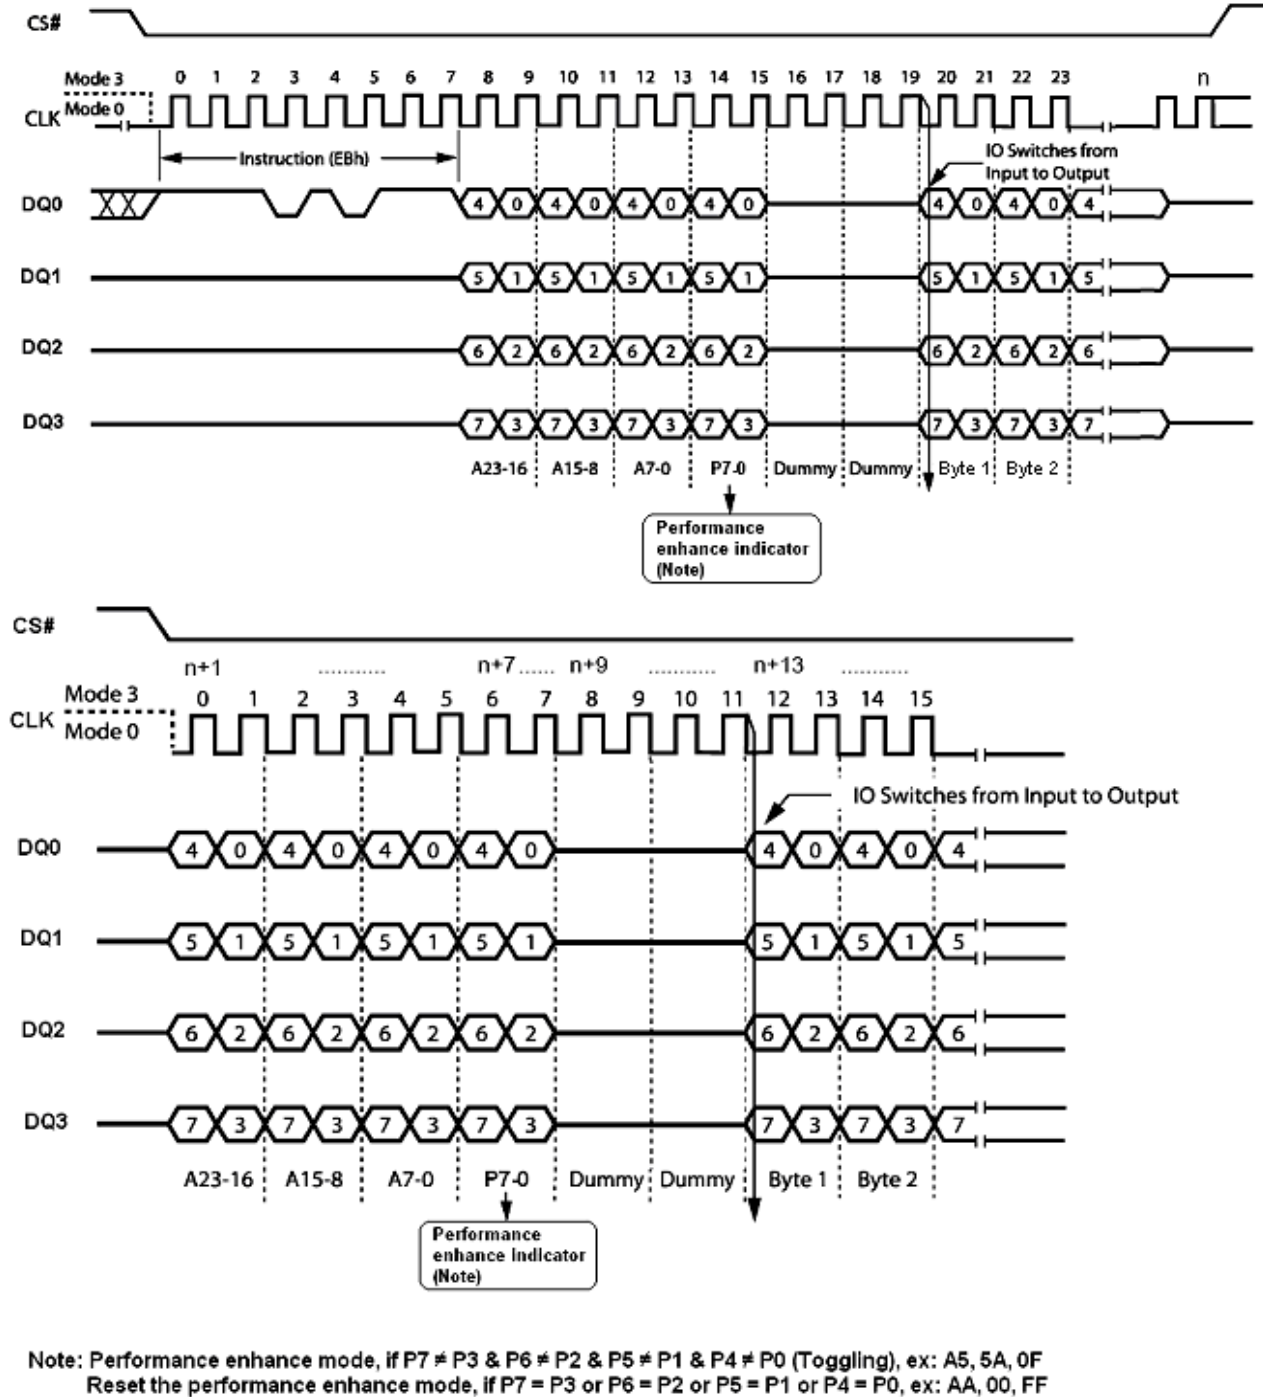 CS#
Mode 3 0 1 2 3 4 5 6 7 8 9 10 11 12 13 14 15 16 17 18 19 20 21 22 23 n
CLK Mode 0
Instruction (EBh)
IO Switches from
Input to Output
DQ0 4 0 4 0 4 0 4 0 4 0 4 0 4
DQ1 5 1 5 1 5 1 5 1 5 1 5 1 5
DQ2 6 2 6 2 6 2 6 2 6 2 6 2 6
DQ3 7 3 7 3 7 3 7 3 7 3 7 3 7
A23-16 A15-8 A7-0 P7-0 Dummy Dummy Byte 1 Byte 2
Performance
enhance indicator
(Note)
CS#
n+1 ........... n+7 ...... n+9 ........... n+13 ...........
Mode 3 0 1 2 3 4 5 6 7 8 9 10 11 12 13 14 15
CLK Mode 0
IO Switches from Input to Output
DQ0 4 0 4 0 4 0 4 0 4 0 4 0 4
DQ1 5 1 5 1 5 1 5 1 5 1 5 1 5
DQ2 6 2 6 2 6 2 6 2 6 2 6 2 6
DQ3 7 3 7 3 7 3 7 3 7 3 7 3 7
A23-16 A15-8 A7-0 P7-0 Dummy Dummy Byte 1 Byte 2
Performance
enhance indicator
(Note)
Note: Performance enhance mode, if P7 ≠ P3 & P6 ≠ P2 & P5 ≠ P1 & P4 ≠ P0 (Toggling), ex: A5, 5A, 0F
Reset the performance enhance mode, if P7 = P3 or P6 = P2 or P5 = P1 or P4 = P0, ex: AA, 00, FF